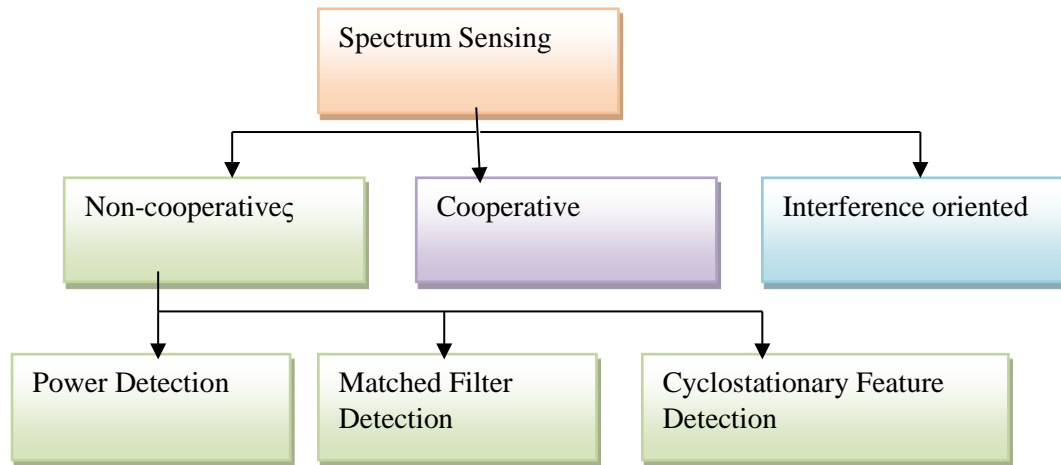 Spectrum Sensing
Non-cooperativeς
Cooperative
Interference oriented
Power Detection
Matched Filter
Detection
Cyclostationary Feature
Detection